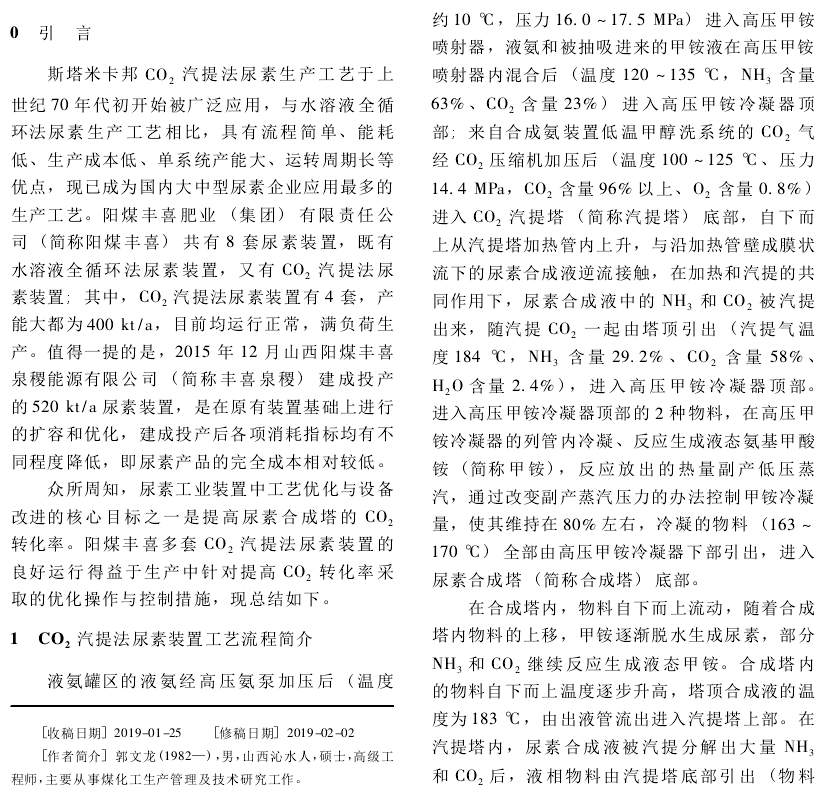 0 引 言
斯塔米卡邦 CO2 汽提法尿素生产工艺于上
世纪 70 年代初开始被广泛应用，与水溶液全循
环法尿素生产工艺相比，具有流程简单、能耗
低、生产成本低、单系统产能大、运转周期长等
优点，现已成为国内大中型尿素企业应用最多的
生产工艺。阳煤丰喜肥业（集团）有限责任公
司（简称阳煤丰喜）共有 8 套尿素装置，既有
水溶液全循环法尿素装置，又有 CO2 汽提法尿
素装置；其中，CO2 汽提法尿素装置有 4 套，产
能大都为 400 kt/a，目前均运行正常，满负荷生
产。值得一提的是，2015 年 12 月山西阳煤丰喜
泉稷能源有限公司（简称丰喜泉稷）建成投产
的 520 kt/a 尿素装置，是在原有装置基础上进行
的扩容和优化，建成投产后各项消耗指标均有不
同程度降低，即尿素产品的完全成本相对较低。
众所周知，尿素工业装置中工艺优化与设备
改进的核心目标之一是提高尿素合成塔的 CO2
转化率。阳煤丰喜多套 CO2 汽提法尿素装置的
良好运行得益于生产中针对提高 CO2 转化率采
取的优化操作与控制措施，现总结如下。
1 CO2 汽提法尿素装置工艺流程简介
液氨罐区的液氨经高压氨泵加压后（温度
［收稿日期］2019-01-25 ［修稿日期］2019-02-02
［作者简介］郭文龙(1982—)，男，山西沁水人，硕士，高级工
程师，主要从事煤化工生产管理及技术研究工作。
约 10 ℃，压力 16.0～17.5 MPa）进入高压甲铵
喷射器，液氨和被抽吸进来的甲铵液在高压甲铵
喷射器内混合后（温度 120～135 ℃，NH3 含量
63%、CO2 含量 23%）进入高压甲铵冷凝器顶
部；来自合成氨装置低温甲醇洗系统的 CO2 气
经 CO2 压缩机加压后（温度 100～125 ℃、压力
14.4 MPa，CO2 含量 96% 以上、O2 含量 0.8%）
进入 CO2 汽提塔（简称汽提塔）底部，自下而
上从汽提塔加热管内上升，与沿加热管壁成膜状
流下的尿素合成液逆流接触，在加热和汽提的共
同作用下，尿素合成液中的 NH3 和 CO2 被汽提
出来，随汽提 CO2 一起由塔顶引出（汽提气温
度 184 ℃，NH3 含量 29.2%、CO2 含量 58%、
H2O 含量 2.4%），进入高压甲铵冷凝器顶部。
进入高压甲铵冷凝器顶部的 2 种物料，在高压甲
铵冷凝器的列管内冷凝、反应生成液态氨基甲酸
铵（简称甲铵），反应放出的热量副产低压蒸
汽，通过改变副产蒸汽压力的办法控制甲铵冷凝
量，使其维持在 80% 左右，冷凝的物料（163～
170 ℃）全部由高压甲铵冷凝器下部引出，进入
尿素合成塔（简称合成塔）底部。
在合成塔内，物料自下而上流动，随着合成
塔内物料的上移，甲铵逐渐脱水生成尿素，部分
NH3 和 CO2 继续反应生成液态甲铵。合成塔内
的物料自下而上温度逐步升高，塔顶合成液的温
度为 183 ℃，由出液管流出进入汽提塔上部。在
汽提塔内，尿素合成液被汽提分解出大量 NH3
和 CO2 后，液相物料由汽提塔底部引出（物料